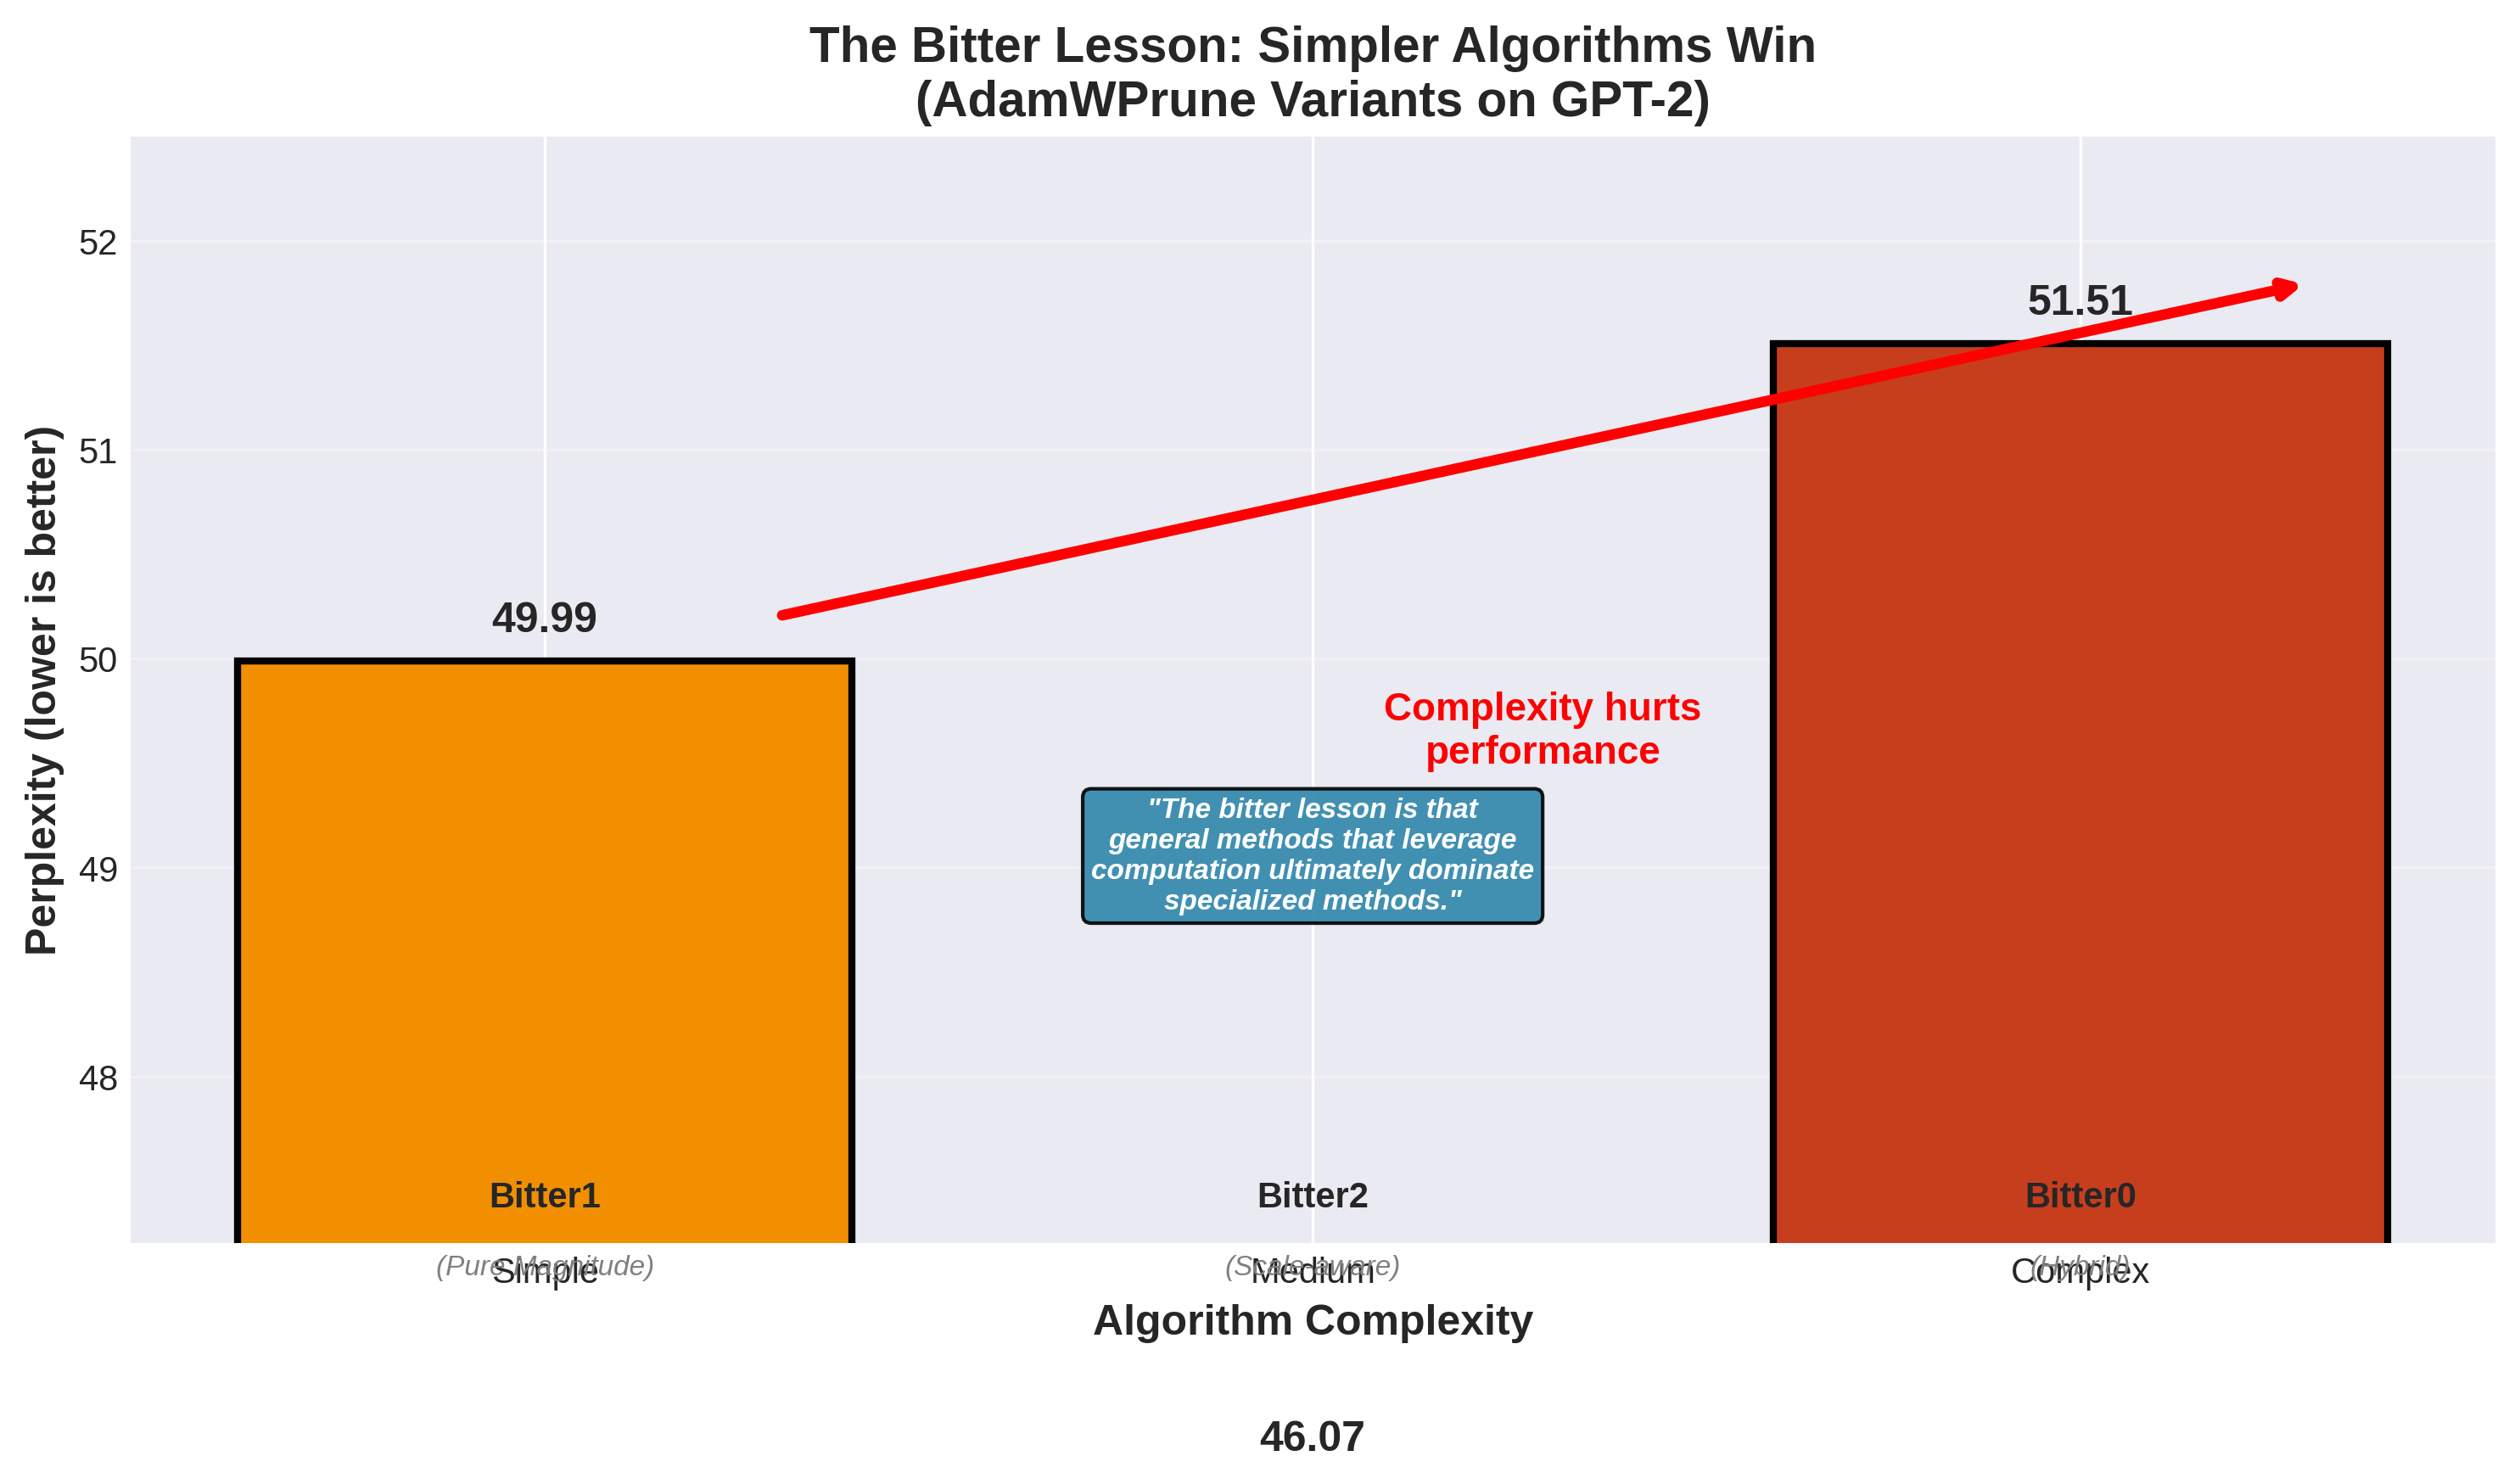 The Bitter Lesson: Simpler Algorithms Win
(AdamWPrune Variants on GPT-2)
Perplexity (lower is better)
52
51
50
49
48
51.51
49.99
Complexity hurts
performance
"The bitter lesson is that
general methods that leverage
computation ultimately dominate
specialized methods."
Bitter1
Bitter2
Bitter0
(Pure Magnitude)
(Scale-aware)
(Hybrid)
Simple
Medium
Complex
Algorithm Complexity
46.07